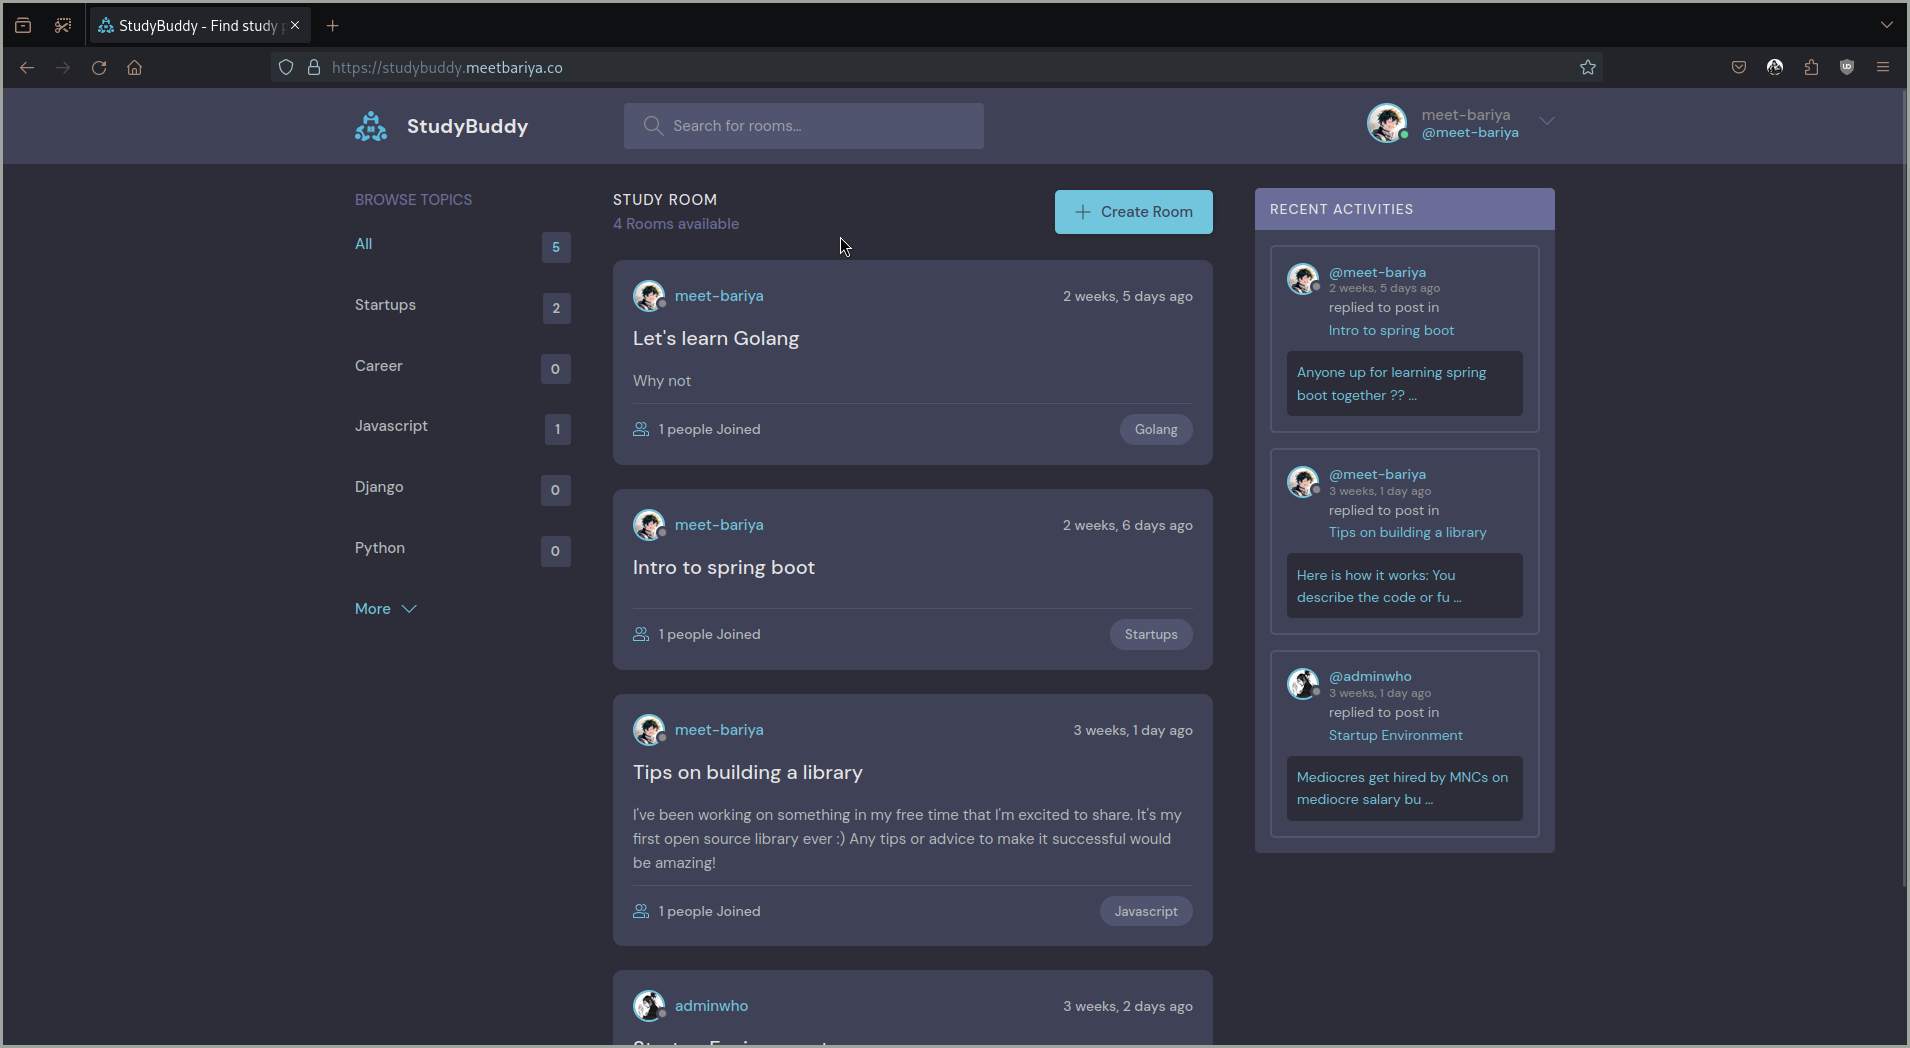 StudyBuddy - Find study
https://studybuddy.meetbariya.co
StudyBuddy
Search for rooms...
meet-bariya
@meet-bariya
BROWSE TOPICS
All 5
Startups 2
Career 0
Javascript 1
Django 0
Python 0
More
STUDY ROOM
4 Rooms available
Create Room
meet-bariya 2 weeks, 5 days ago
Let's learn Golang
Why not
1 people Joined Golang
meet-bariya 2 weeks, 6 days ago
Intro to spring boot
1 people Joined Startups
meet-bariya 3 weeks, 1 day ago
Tips on building a library
I've been working on something in my free time that I'm excited to share. It's my
first open source library ever :) Any tips or advice to make it successful would
be amazing!
1 people Joined Javascript
adminwho 3 weeks, 2 days ago
RECENT ACTIVITIES
@meet-bariya
2 weeks, 5 days ago
replied to post in
Intro to spring boot
Anyone up for learning spring
boot together ?? ...
@meet-bariya
3 weeks, 1 day ago
replied to post in
Tips on building a library
Here is how it works: You
describe the code or fu ...
@adminwho
3 weeks, 1 day ago
replied to post in
Startup Environment
Mediocres get hired by MNCs on
mediocre salary bu ...